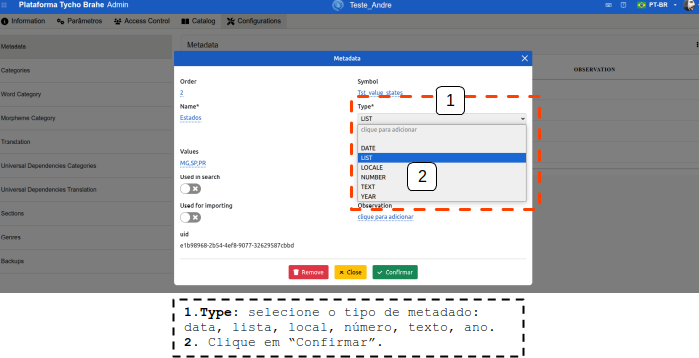 Plataforma Tycho Brahe Admin
Teste_Andre
PT-BR
Information
Parâmetros
Access Control
Catalog
Configurations
Metadata
Categories
Word Category
Morpheme Category
Translation
Universal Dependencies Categories
Universal Dependencies Translation
Sections
Genres
Backups
Metadata
OBSERVATION
Metadata
Order
2
Symbol
Tst_value_states
Name*
Estados
Type*
LIST
clique para adicionar
DATE
LIST
LOCALE
NUMBER
TEXT
YEAR
1
2
Values
MG,SP,PR
Used in search
Used for importing
Observation
clique para adicionar
uid
e1b98968-2b54-4ef8-9077-32629587cbbd
Remove
Close
Confirmar
1.Type: selecione o tipo de metadado:
data, lista, local, número, texto, ano.
2. Clique em “Confirmar”.